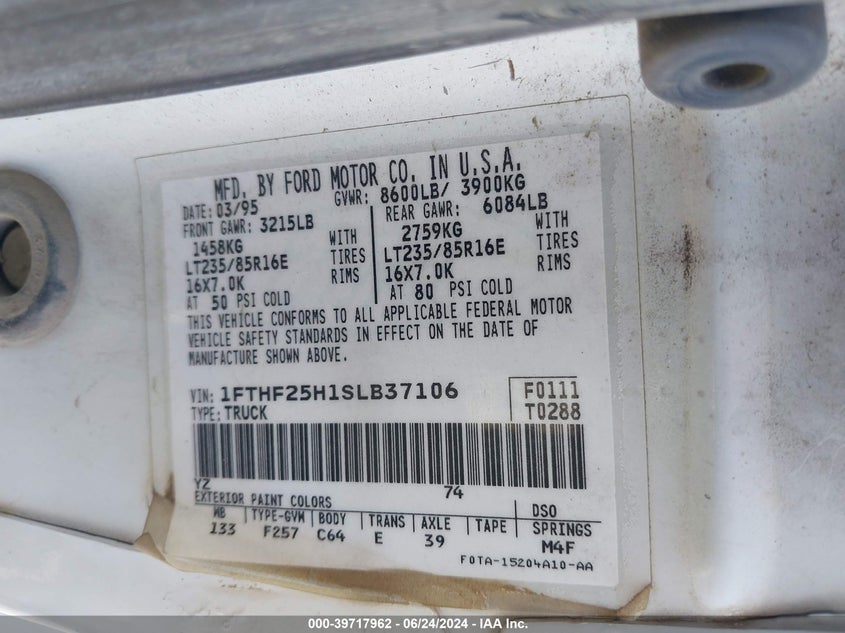 MFD. BY FORD MOTOR CO. IN U.S.A.
DATE: 03/95 GVWR: 8600LB/ 3900KG
FRONT GAWR: 3215LB REAR GAWR: 6084LB
1458KG WITH 2759KG WITH
LT235/85R16E TIRES LT235/85R16E TIRES
16X7.0K RIMS 16X7.0K RIMS
AT 50 PSI COLD AT 80 PSI COLD
THIS VEHICLE CONFORMS TO ALL APPLICABLE FEDERAL MOTOR
VEHICLE SAFETY STANDARDS IN EFFECT ON THE DATE OF
MANUFACTURE SHOWN ABOVE.
VIN: 1FTHF25H1SLB37106 F0111
TYPE: TRUCK T0288
YZ 74
EXTERIOR PAINT COLORS DSO
WB TYPE-GVW BODY TRANS AXLE TAPE SPRINGS
133 F257 C64 E 39 M4F
F0TA-15204A10-AA
000-39717962 - 06/24/2024 - IAA Inc.